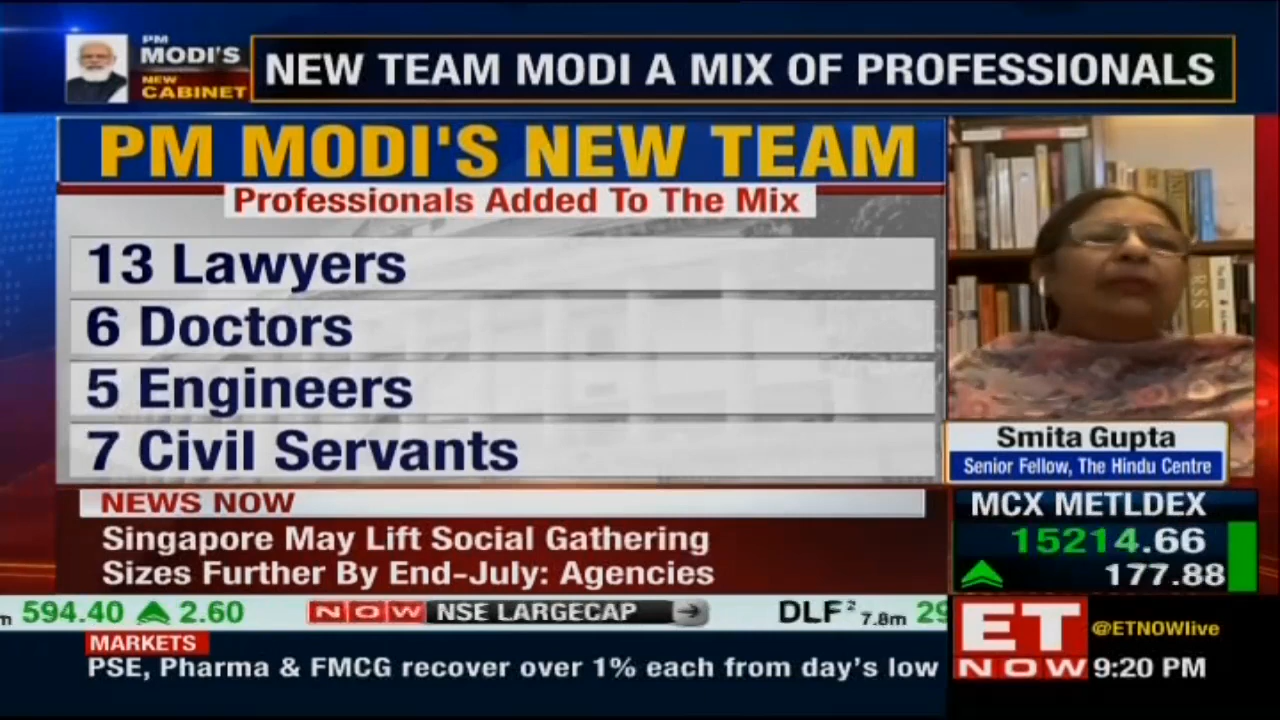 PM
MODI'S
NEW
CABINET
NEW TEAM MODI A MIX OF PROFESSIONALS
PM MODI'S NEW TEAM
Professionals Added To The Mix
13 Lawyers
6 Doctors
5 Engineers
7 Civil Servants
RSS
Smita Gupta
Senior Fellow, The Hindu Centre
NEWS NOW
Singapore May Lift Social Gathering
Sizes Further By End-July: Agencies
MCX METLDEX
15214.66
177.88
594.40 2.60 NOW NSE LARGECAP DLF² 7.8m 29
MARKETS
PSE, Pharma & FMCG recover over 1% each from day's low
ET
NOW
@ETNOWlive
9:20 PM